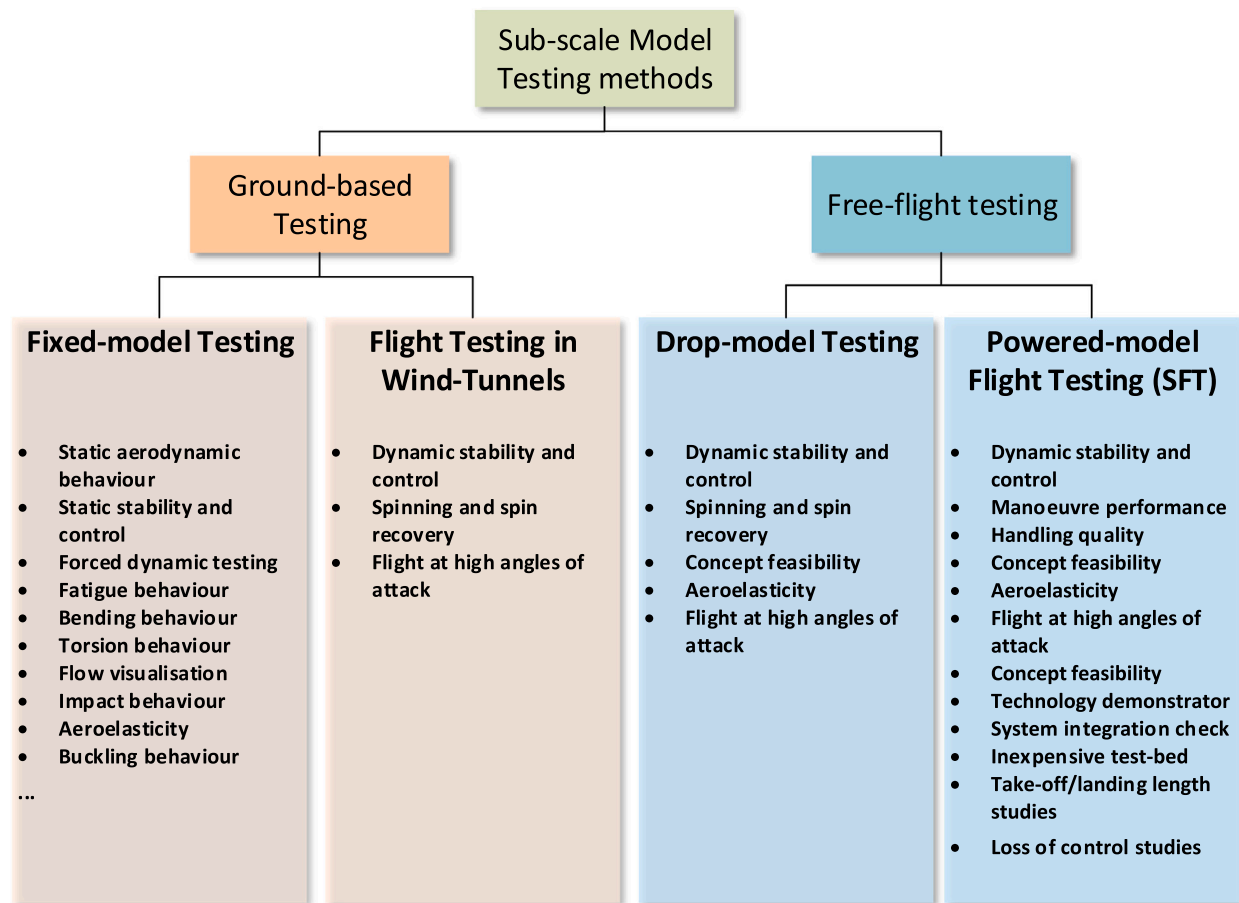 Sub-scale Model
Testing methods
Ground-based
Testing
Free-flight testing
Fixed-model Testing
• Static aerodynamic
behaviour
• Static stability and
control
• Forced dynamic testing
• Fatigue behaviour
• Bending behaviour
• Torsion behaviour
• Flow visualisation
• Impact behaviour
• Aeroelasticity
• Buckling behaviour
...
Flight Testing in
Wind-Tunnels
• Dynamic stability and
control
• Spinning and spin
recovery
• Flight at high angles of
attack
Drop-model Testing
• Dynamic stability and
control
• Spinning and spin
recovery
• Concept feasibility
• Aeroelasticity
• Flight at high angles of
attack
Powered-model
Flight Testing (SFT)
• Dynamic stability and
control
• Manoeuvre performance
• Handling quality
• Concept feasibility
• Aeroelasticity
• Flight at high angles of
attack
• Concept feasibility
• Technology demonstrator
• System integration check
• Inexpensive test-bed
• Take-off/landing length
studies
• Loss of control studies